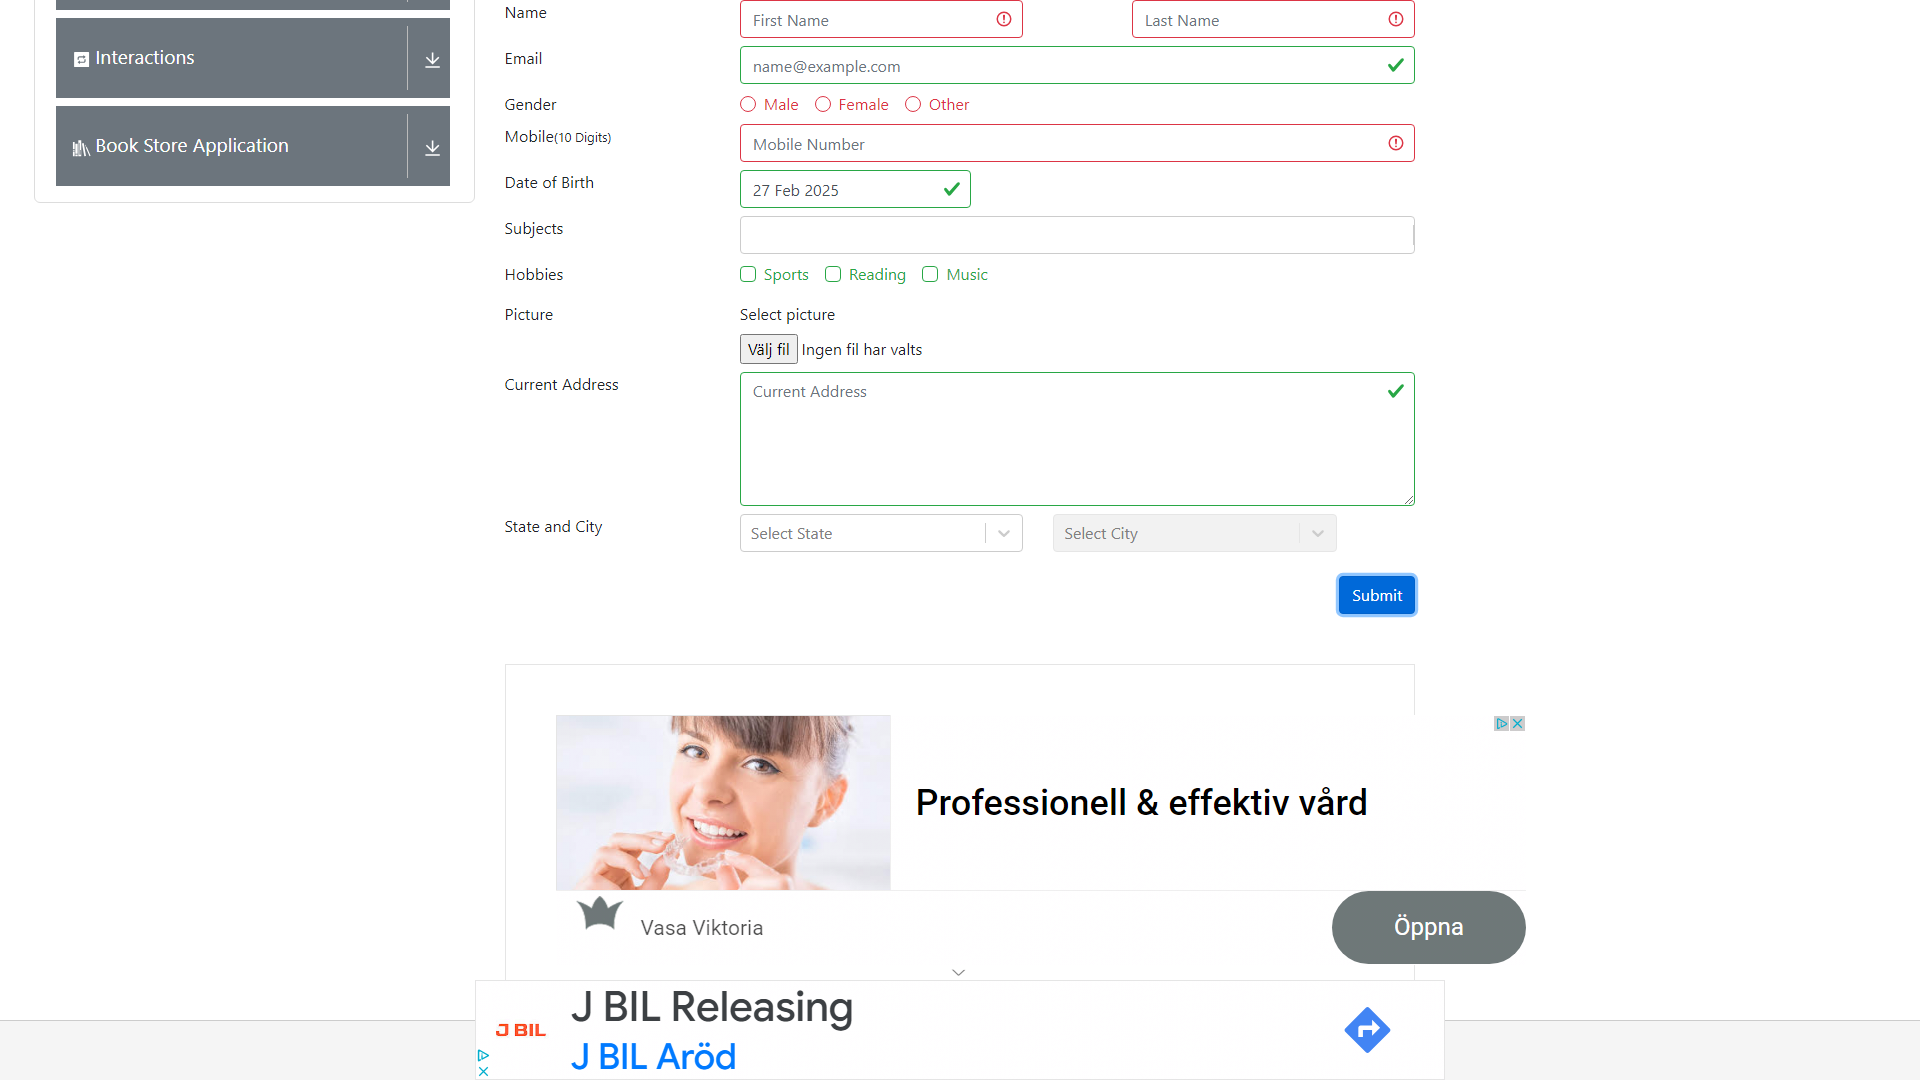 Interactions
Book Store Application
Name
First Name
Last Name
Email
name@example.com
Gender
Male
Female
Other
Mobile(10 Digits)
Mobile Number
Date of Birth
27 Feb 2025
Subjects
Hobbies
Sports
Reading
Music
Picture
Select picture
Välj fil
Ingen fil har valts
Current Address
Current Address
State and City
Select State
Select City
Submit
Professionell & effektiv vård
Vasa Viktoria
Öppna
J BIL
J BIL Releasing
J BIL Aröd